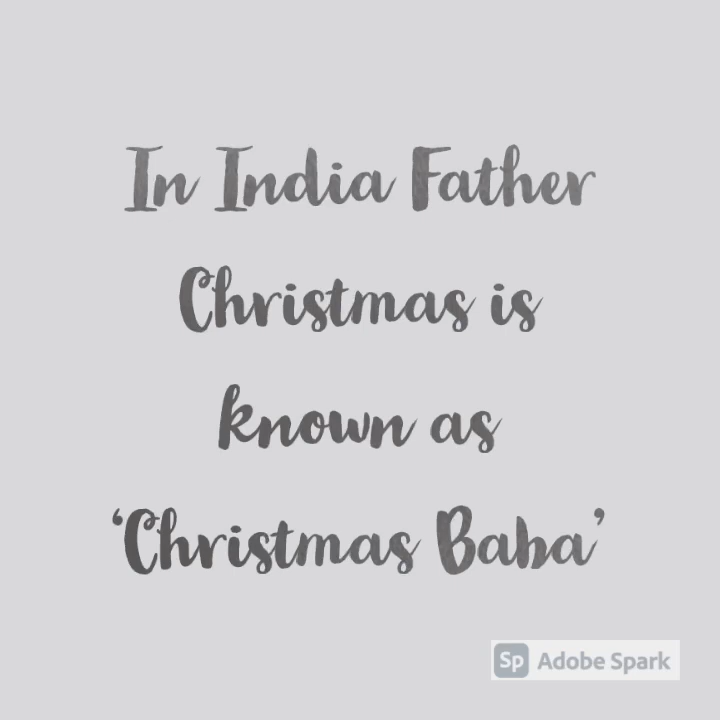 In India Father
Christmas is
known as
‘Christmas Baba’
Sp Adobe Spark